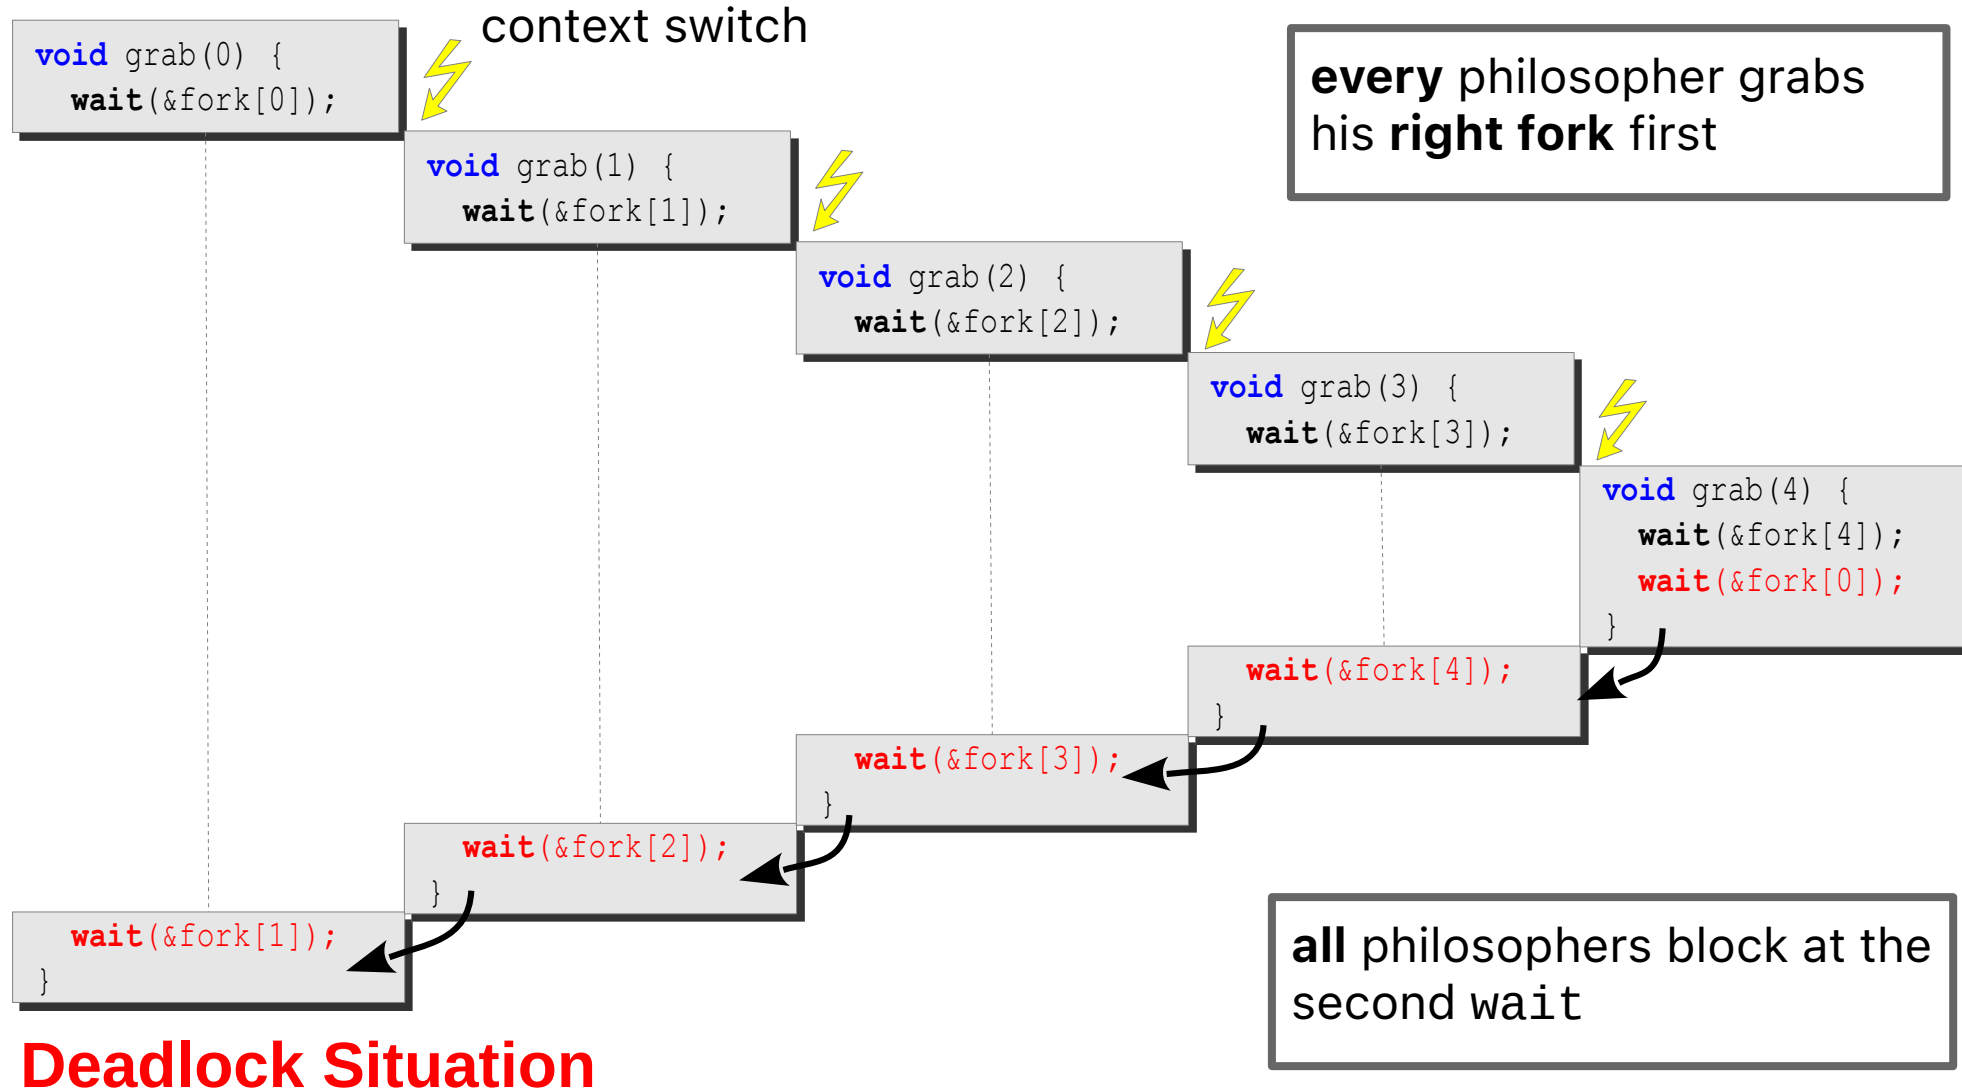 context switch
void grab(0) {
wait(&fork[0]);
every philosopher grabs
his right fork first
void grab(1) {
wait(&fork[1]);
void grab(2) {
wait(&fork[2]);
void grab(3) {
wait(&fork[3]);
void grab(4) {
wait(&fork[4]);
wait(&fork[0]);
}
wait(&fork[4]);
}
wait(&fork[3]);
}
wait(&fork[2]);
}
wait(&fork[1]);
}
all philosophers block at the
second wait
Deadlock Situation